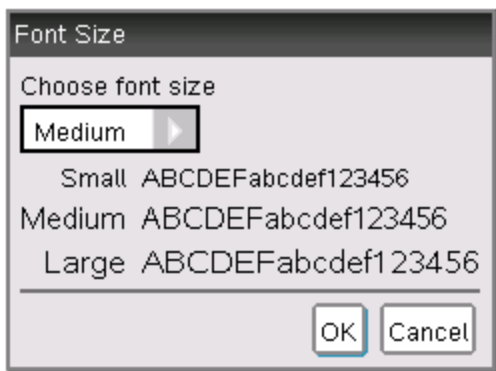 Font Size
Choose font size
Medium
Small ABCDEFabcdef123456
Medium ABCDEFabcdef123456
Large ABCDEFabcdef123456
OK Cancel